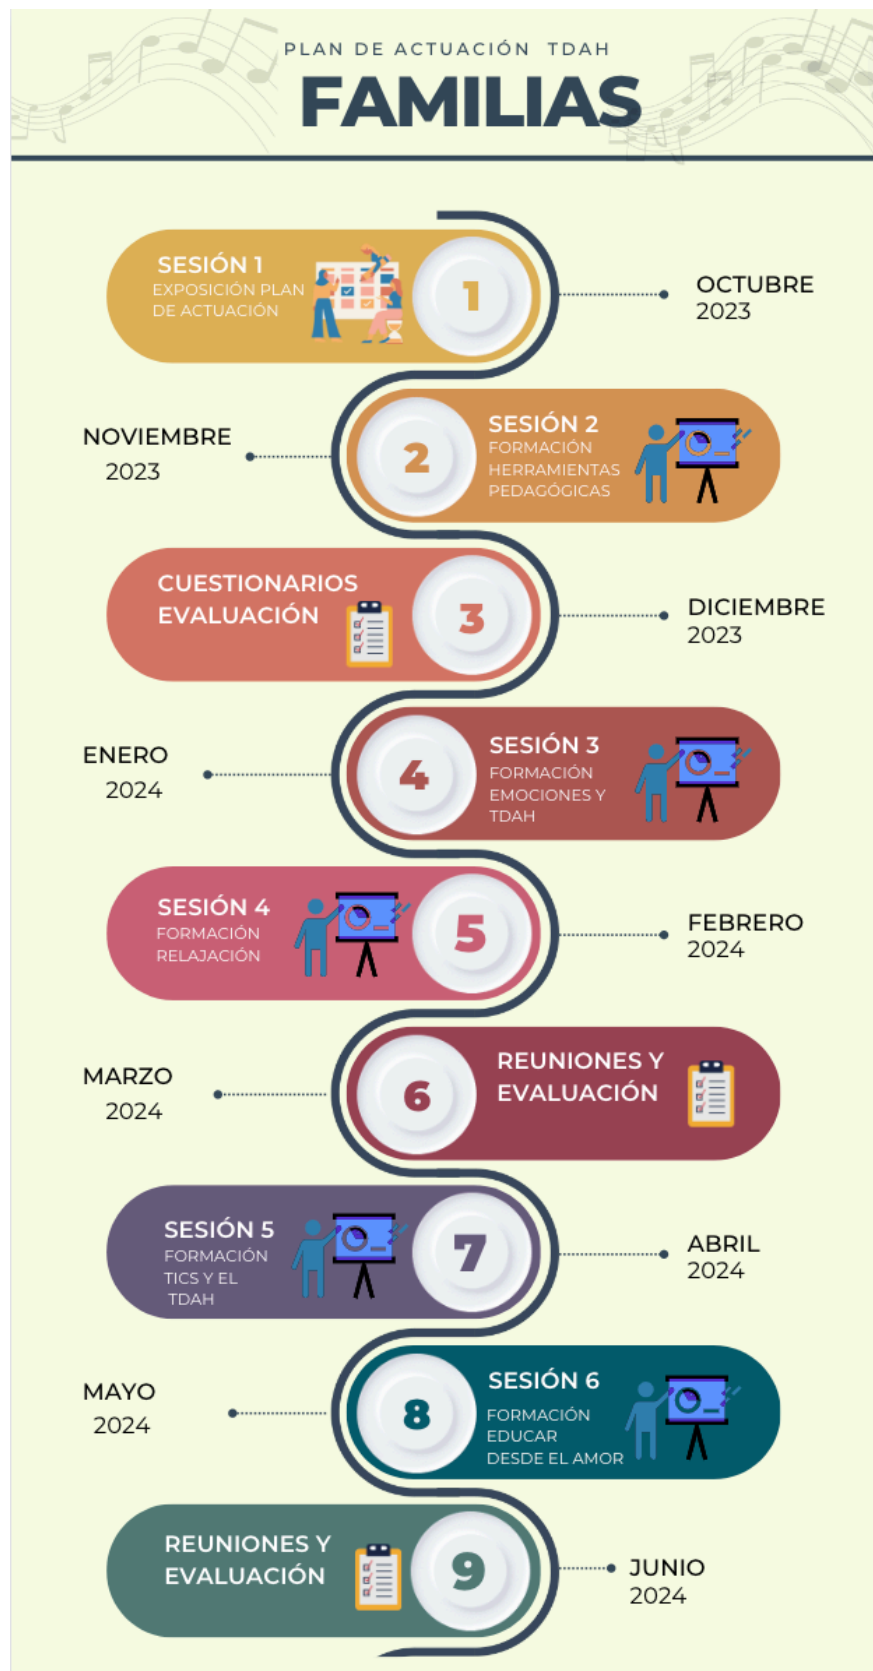 PLAN DE ACTUACIÓN TDAH
FAMILIAS
SESIÓN 1
EXPOSICIÓN PLAN
DE ACTUACIÓN
1
OCTUBRE
2023
NOVIEMBRE
2023
2
SESIÓN 2
FORMACIÓN
HERRAMIENTAS
PEDAGÓGICAS
CUESTIONARIOS
EVALUACIÓN
3
DICIEMBRE
2023
ENERO
2024
4
SESIÓN 3
FORMACIÓN
EMOCIONES Y
TDAH
SESIÓN 4
FORMACIÓN
RELAJACIÓN
5
FEBRERO
2024
MARZO
2024
6
REUNIONES Y
EVALUACIÓN
SESIÓN 5
FORMACIÓN
TICS Y EL
TDAH
7
ABRIL
2024
MAYO
2024
8
SESIÓN 6
FORMACIÓN
EDUCAR
DESDE EL AMOR
REUNIONES Y
EVALUACIÓN
9
JUNIO
2024